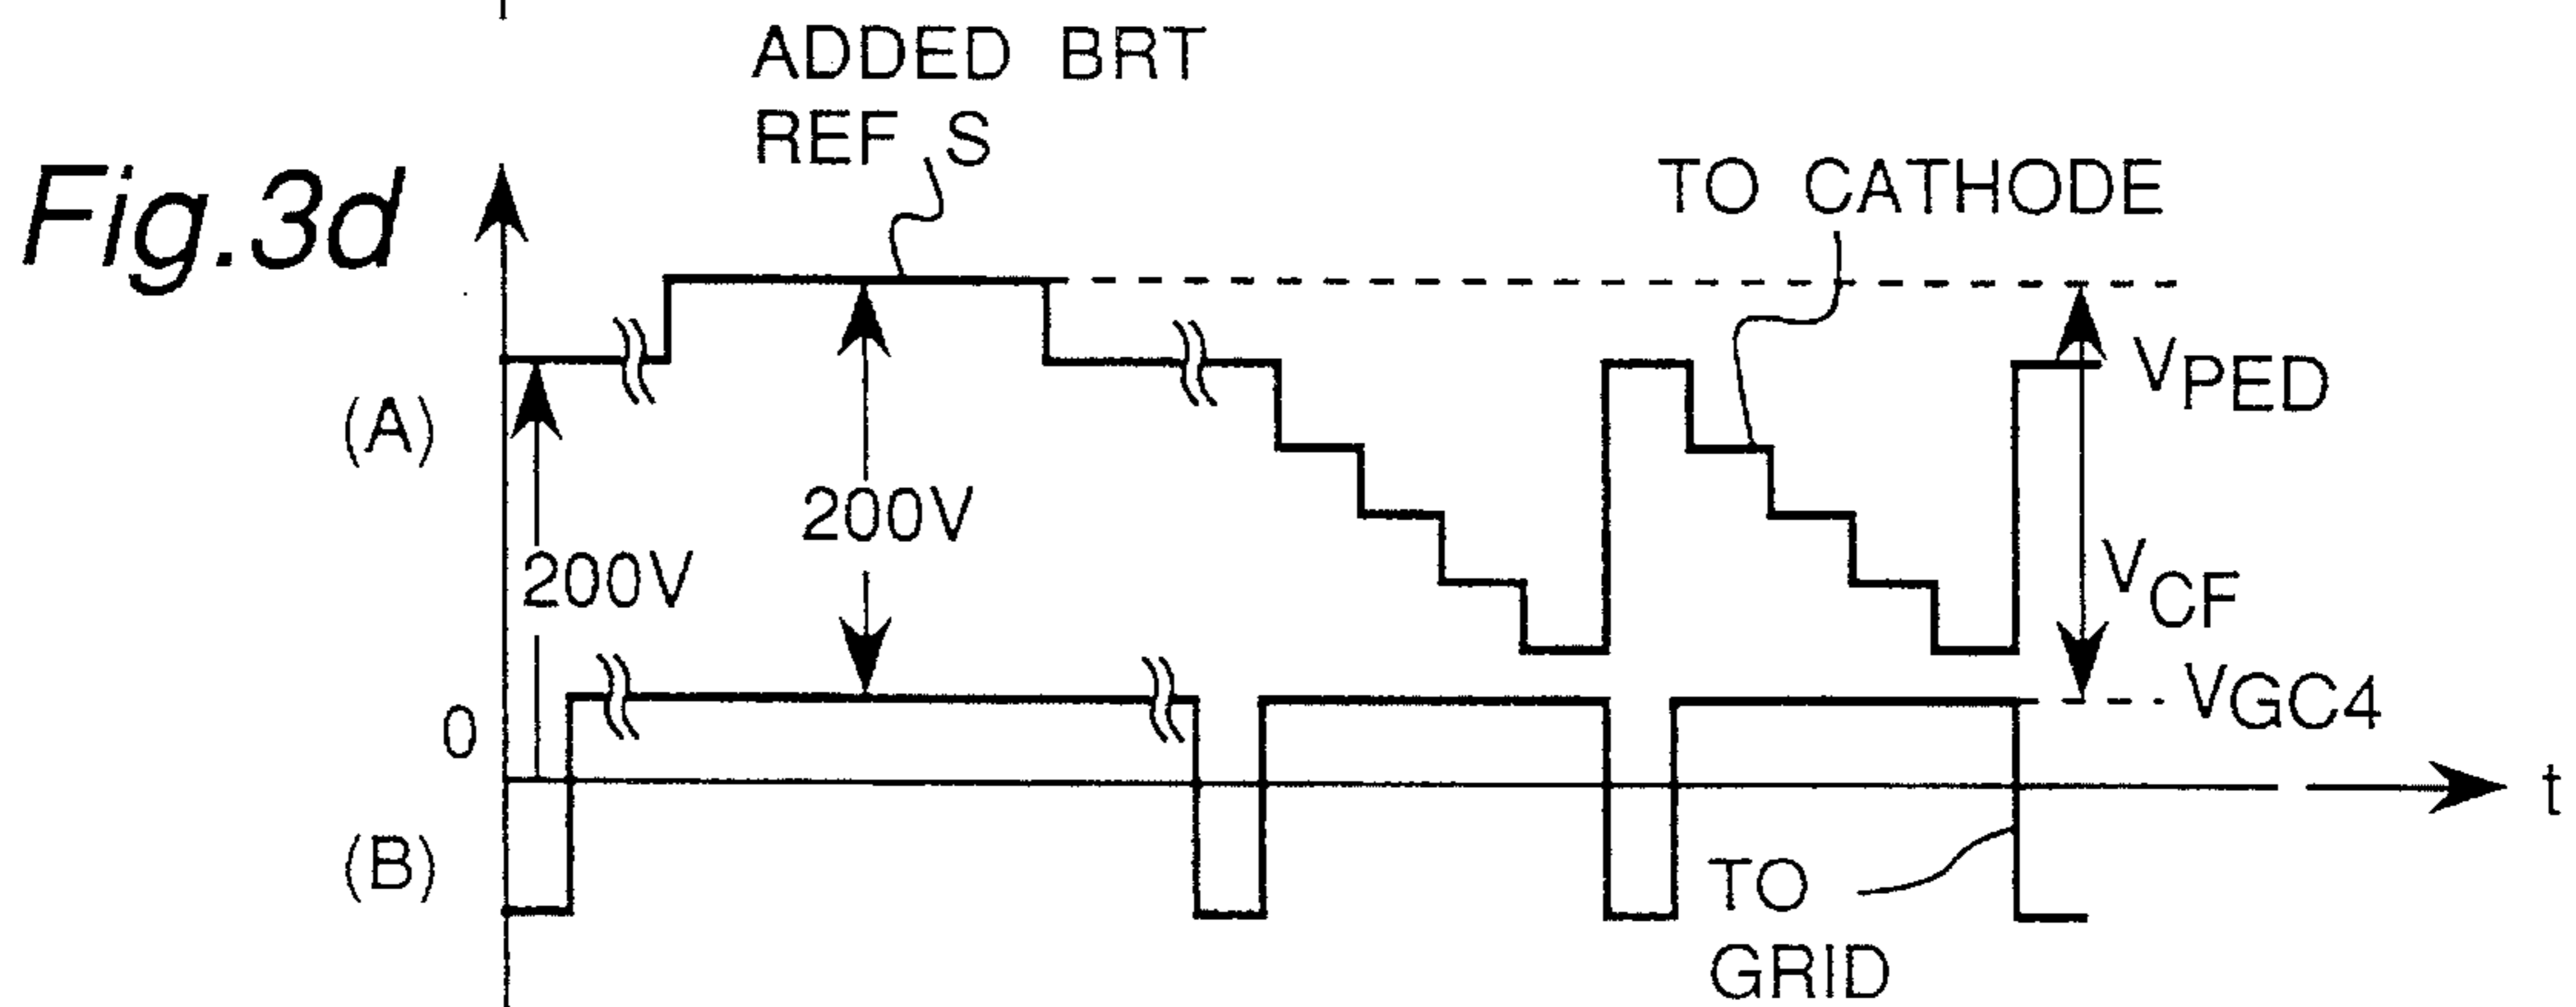 ADDED BRT
REF S
Fig.3d
TO CATHODE
VPED
(A)
200V
200V
VCF
VGC4
0
t
(B)
TO
GRID